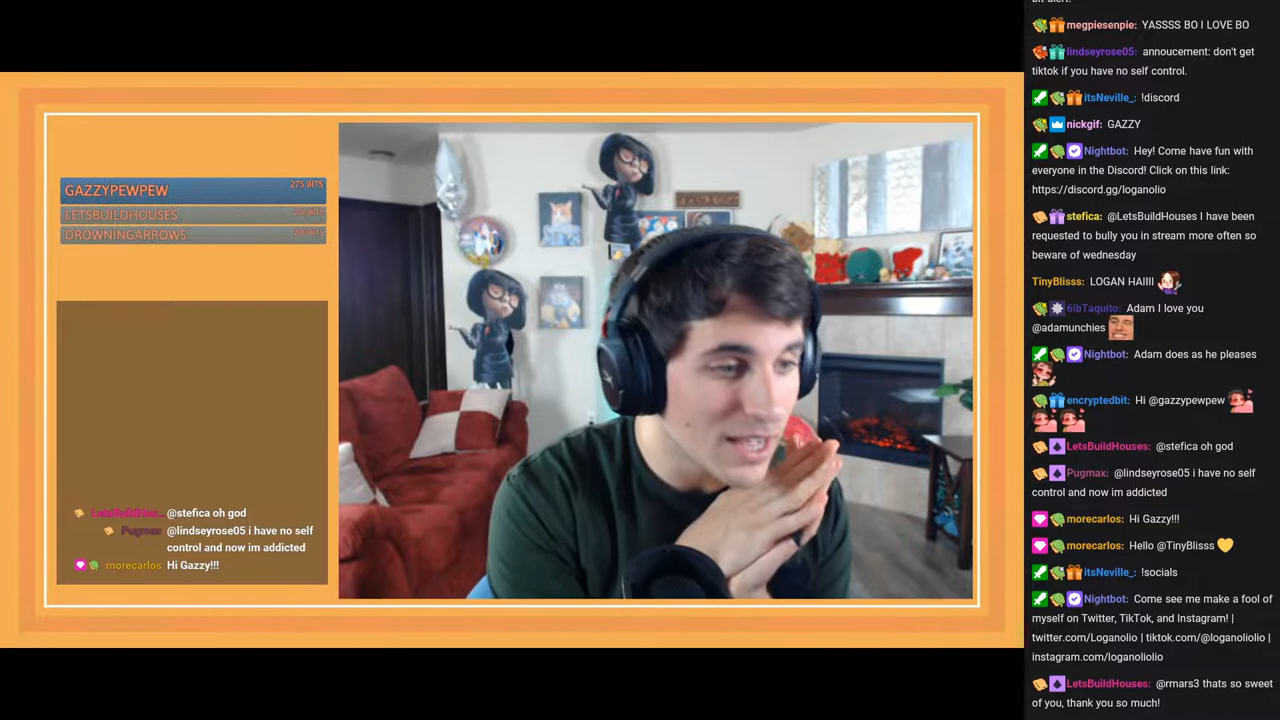 GAZZYPEWPEW
275 BITS
LETSBUILDHOUSES
200 BITS
DROWNINGARROWS
200 BITS
@stefica oh god
Pugmax @lindseyrose05 i have no self
control and now im addicted
morecarlos Hi Gazzy!!!
megpiesenpie: YASSSS BO I LOVE BO
lindseyrose05: annoucement: don't get
tiktok if you have no self control.
itsNeville_: !discord
nickgif: GAZZY
Nightbot: Hey! Come have fun with
everyone in the Discord! Click on this link:
https://discord.gg/loganolio
stefica: @LetsBuildHouses I have been
requested to bully you in stream more often so
beware of wednesday
TinyBlisss: LOGAN HAIIII
6lbTaquito: Adam I love you
@adamunchies
Nightbot: Adam does as he pleases
encryptedbit: Hi @gazzypewpew
LetsBuildHouses: @stefica oh god
Pugmax: @lindseyrose05 i have no self
control and now im addicted
morecarlos: Hi Gazzy!!!
morecarlos: Hello @TinyBlisss
itsNeville_: !socials
Nightbot: Come see me make a fool of
myself on Twitter, TikTok, and Instagram! |
twitter.com/Loganolio | tiktok.com/@loganoliolio |
instagram.com/loganoliolio
LetsBuildHouses: @rmars3 thats so sweet
of you, thank you so much!